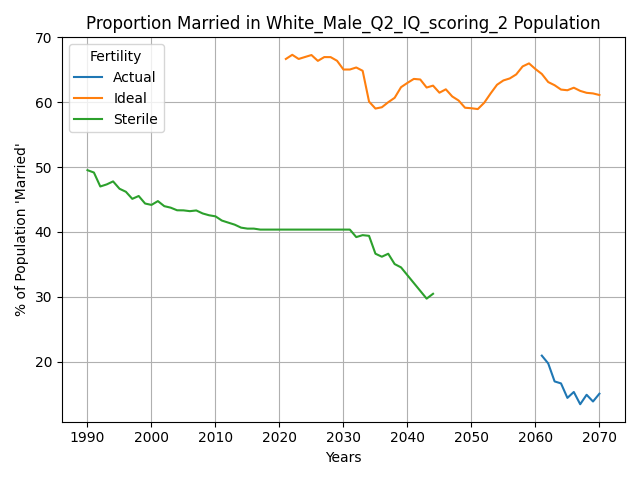 Proportion Married in White_Male_Q2_IQ_scoring_2 Population
Fertility
Actual
Ideal
Sterile
% of Population 'Married'
70
60
50
40
30
20
1990
2000
2010
2020
2030
2040
2050
2060
2070
Years